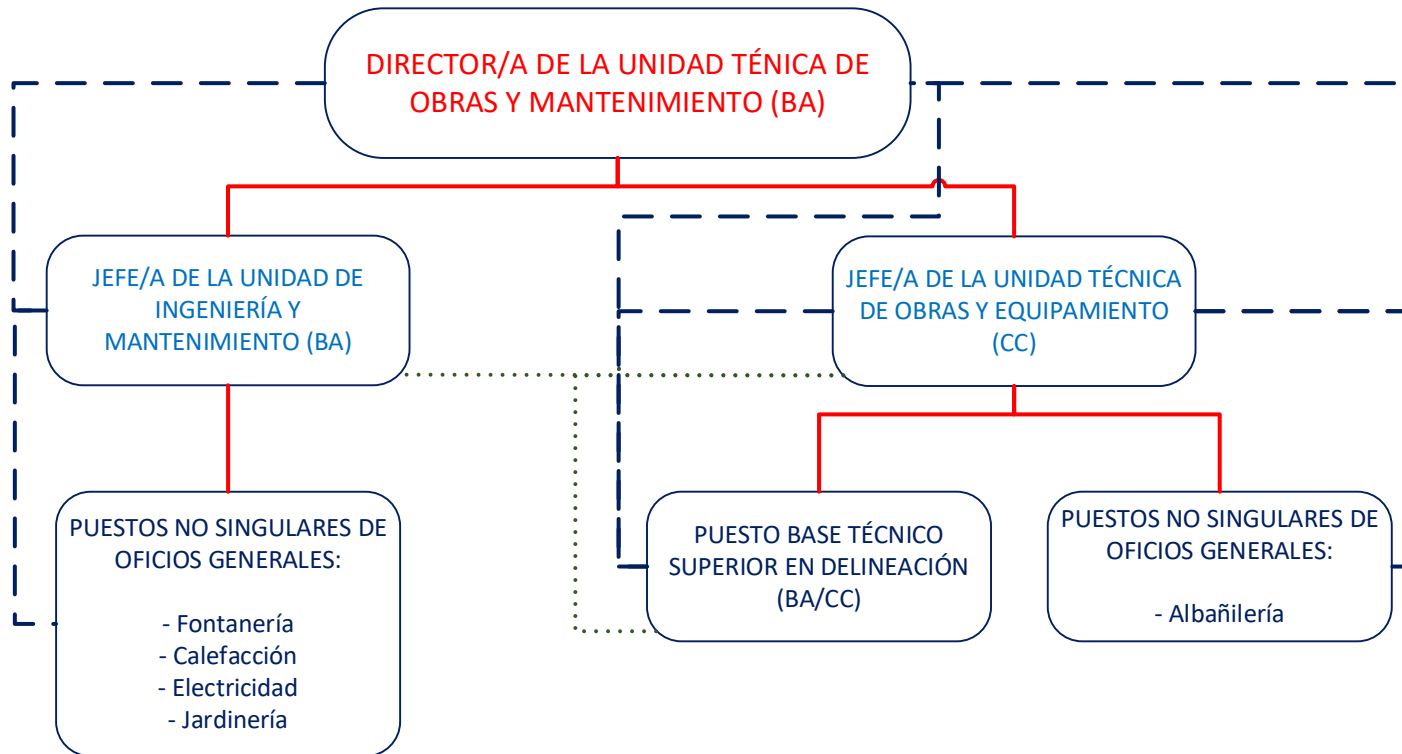 DIRECTOR/A DE LA UNIDAD TÉNICA DE
OBRAS Y MANTENIMIENTO (BA)
JEFE/A DE LA UNIDAD DE
INGENIERÍA Y
MANTENIMIENTO (BA)
JEFE/A DE LA UNIDAD TÉCNICA
DE OBRAS Y EQUIPAMIENTO
(CC)
PUESTOS NO SINGULARES DE
OFICIOS GENERALES:
- Fontanería
- Calefacción
- Electricidad
- Jardinería
PUESTO BASE TÉCNICO
SUPERIOR EN DELINEACIÓN
(BA/CC)
PUESTOS NO SINGULARES DE
OFICIOS GENERALES:
- Albañilería